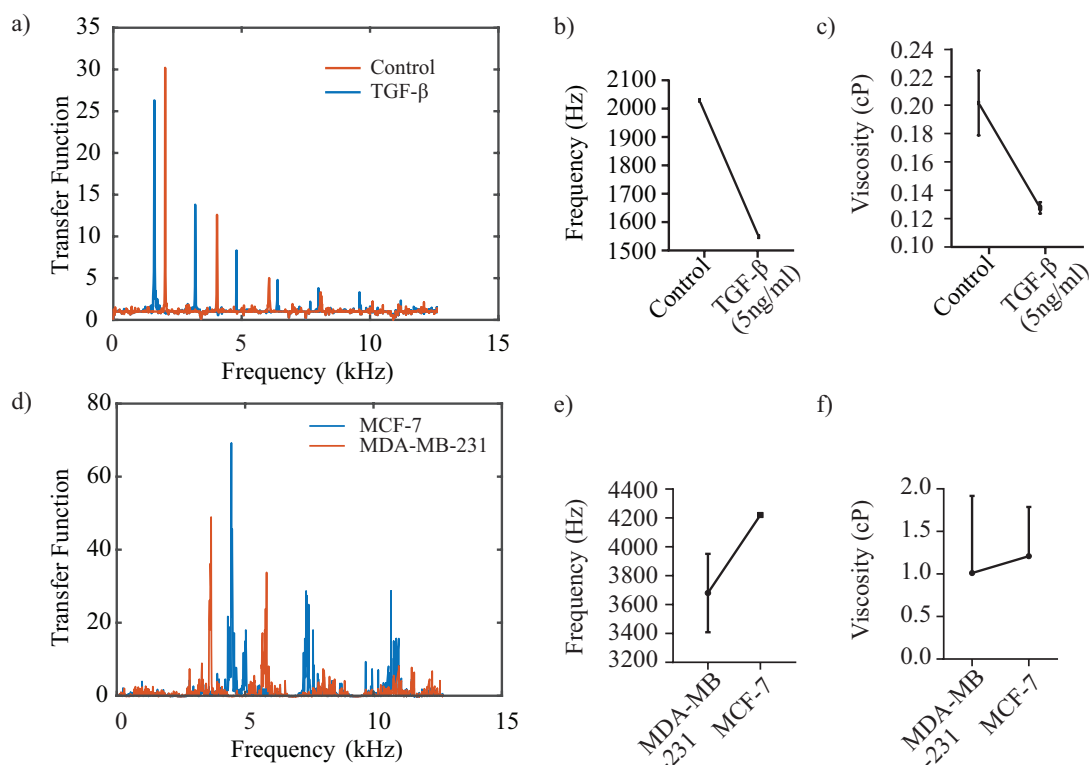 a)
35
30
25
20
15
10
5
0
Transfer Function
Control
TGF-β
0 5 10 15
Frequency (kHz)
b)
2100
2000
1900
1800
1700
1600
1500
Frequency (Hz)
Control
TGF-β
(5ng/ml)
c)
0.24
0.22
0.20
0.18
0.16
0.14
0.12
0.10
Viscosity (cP)
Control
TGF-β
(5ng/ml)
d)
80
60
40
20
0
Transfer Function
MCF-7
MDA-MB-231
0 5 10 15
Frequency (kHz)
e)
4400
4200
4000
3800
3600
3400
3200
Frequency (Hz)
MDA-MB
-231
MCF-7
f)
2.0
1.5
1.0
0.5
0.0
Viscosity (cP)
MDA-MB
-231
MCF-7